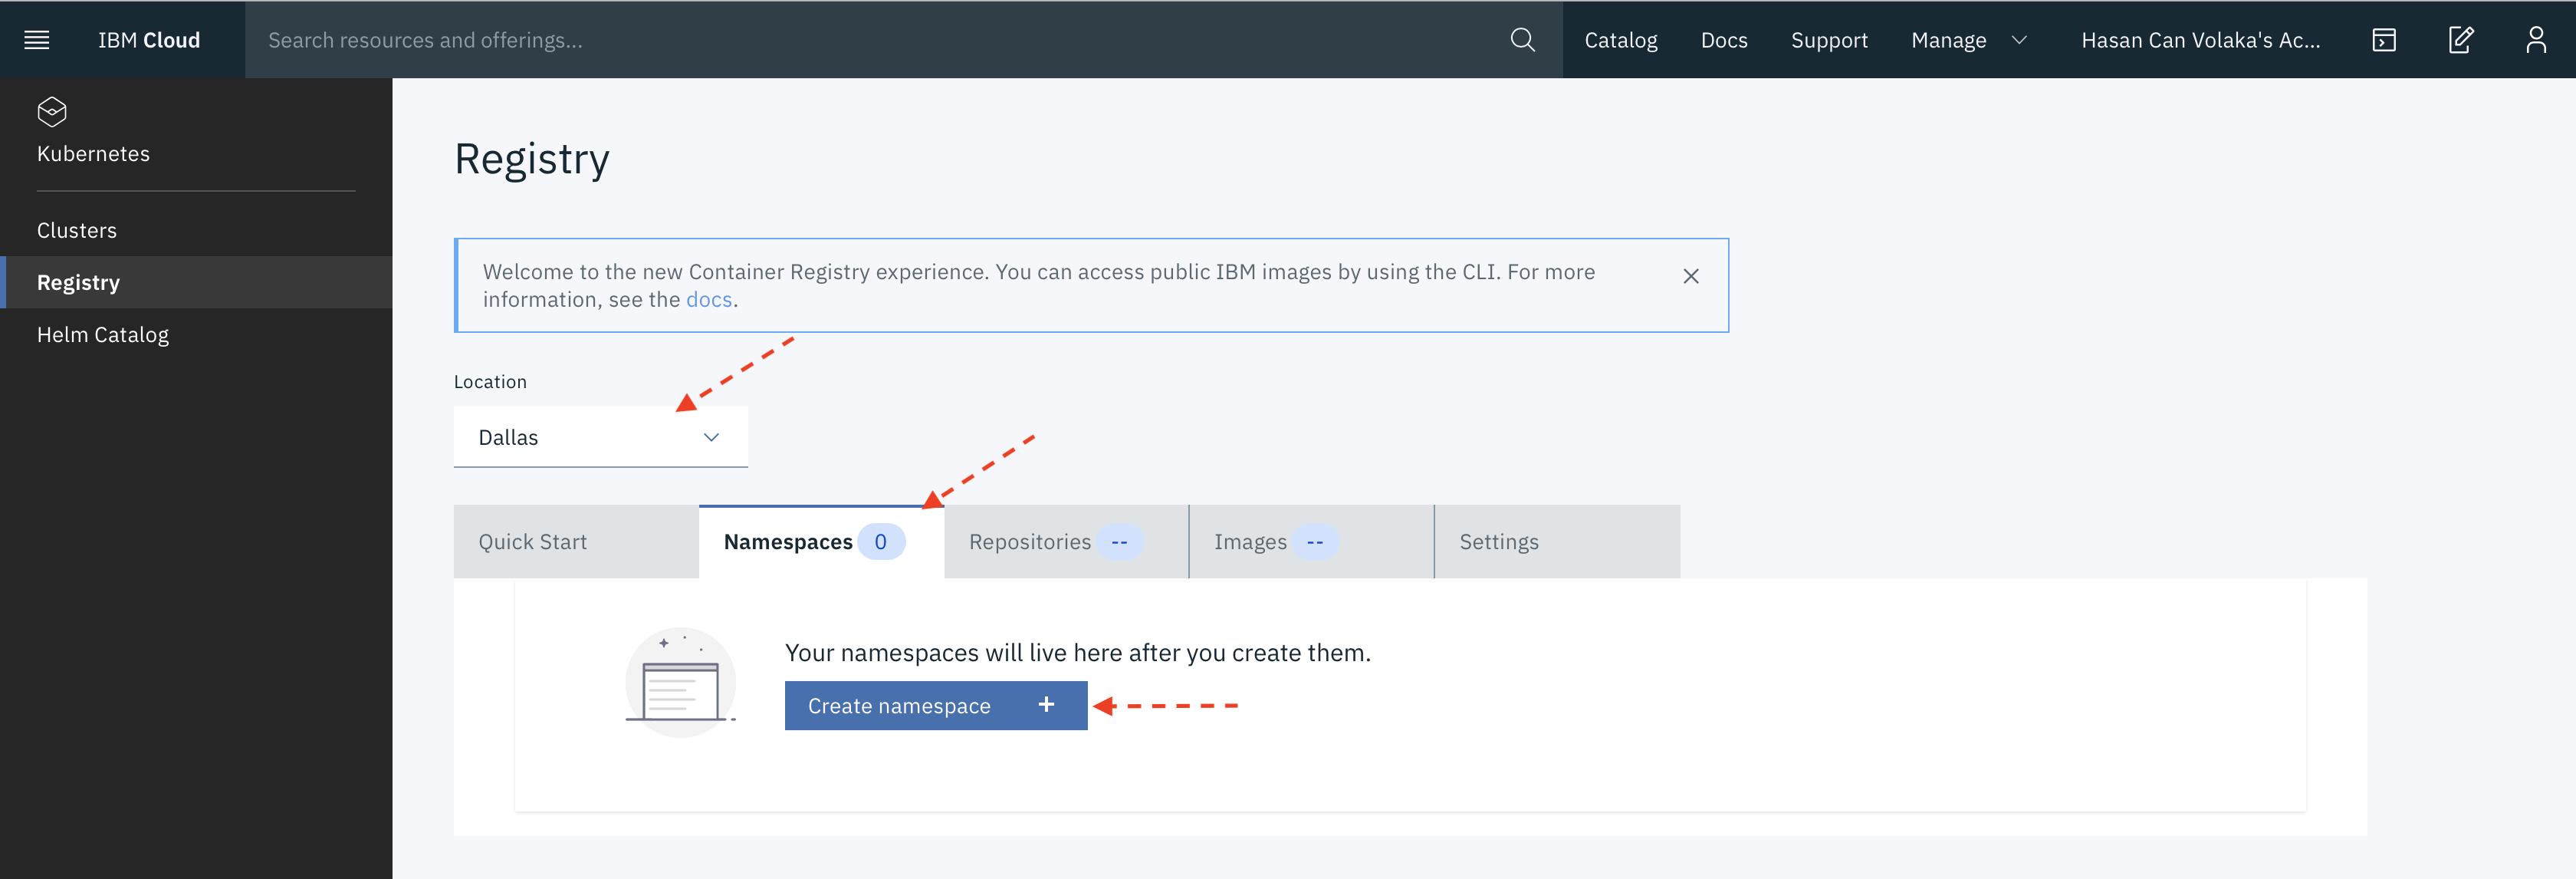 IBM Cloud
Search resources and offerings...
Catalog
Docs
Support
Manage
Hasan Can Volaka's Ac...
Kubernetes
Clusters
Registry
Helm Catalog
Registry
Welcome to the new Container Registry experience. You can access public IBM images by using the CLI. For more
information, see the docs.
Location
Dallas
Quick Start
Namespaces 0
Repositories --
Images --
Settings
Your namespaces will live here after you create them.
Create namespace +